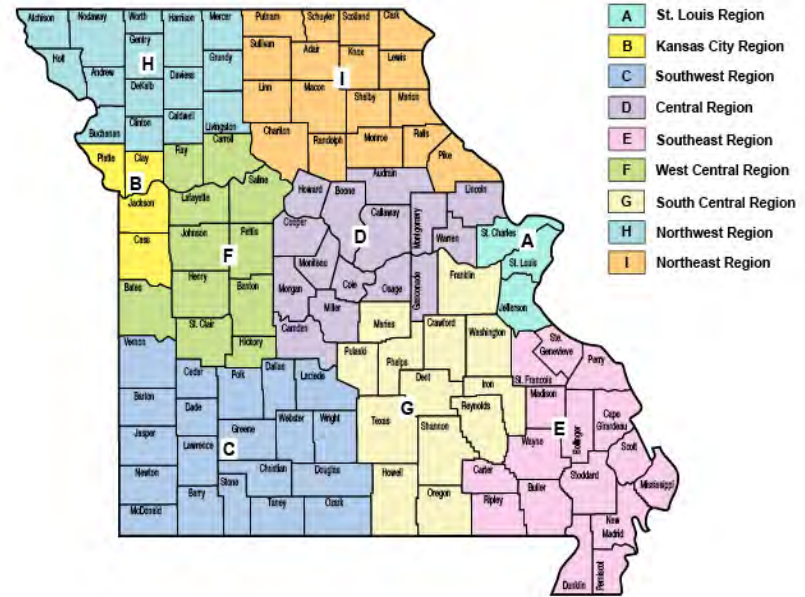 Atchison Nodaway Worth Harrison Mercer Putnam Schuyler Scotland Clark
Gentry
Sullivan Adair Knox
Holt H Grundy I Lewis
Andrew Daviess
DeKalb Linn Macon
Shelby Marion
Caldwell
Clinton
Buchanan Livingston Chariton Randolph Monroe Ralls
Carroll
Platte Clay Ray Pike
Audrain
Saline
B Howard Boone Lincoln
Jackson Lafayette
Callaway
Cooper Montgomery
Johnson Pettis D St. Charles A
Cass Warren
F Moniteau St. Louis
Henry Cole Franklin
Bates Benton Morgan Osage Gasconade
Miller Jefferson
St. Clair Maries Crawford
Camden Washington
Vernon Hickory Ste.
Genevieve
Pulaski Perry
Cedar Polk Dallas Laclede Phelps
Dent Iron St. Francois
Barton Madison
Dade G Reynolds Cape
Girardeau
Greene Webster Wright Texas
Jasper Shannon E Bollinger
Lawrence C Wayne Scott
Newton Christian Douglas Howell Carter Stoddard
Stone Mississippi
Barry Oregon Ripley Butler
McDonald Taney Ozark New
Madrid
Dunklin Pemiscot
A St. Louis Region
B Kansas City Region
C Southwest Region
D Central Region
E Southeast Region
F West Central Region
G South Central Region
H Northwest Region
I Northeast Region